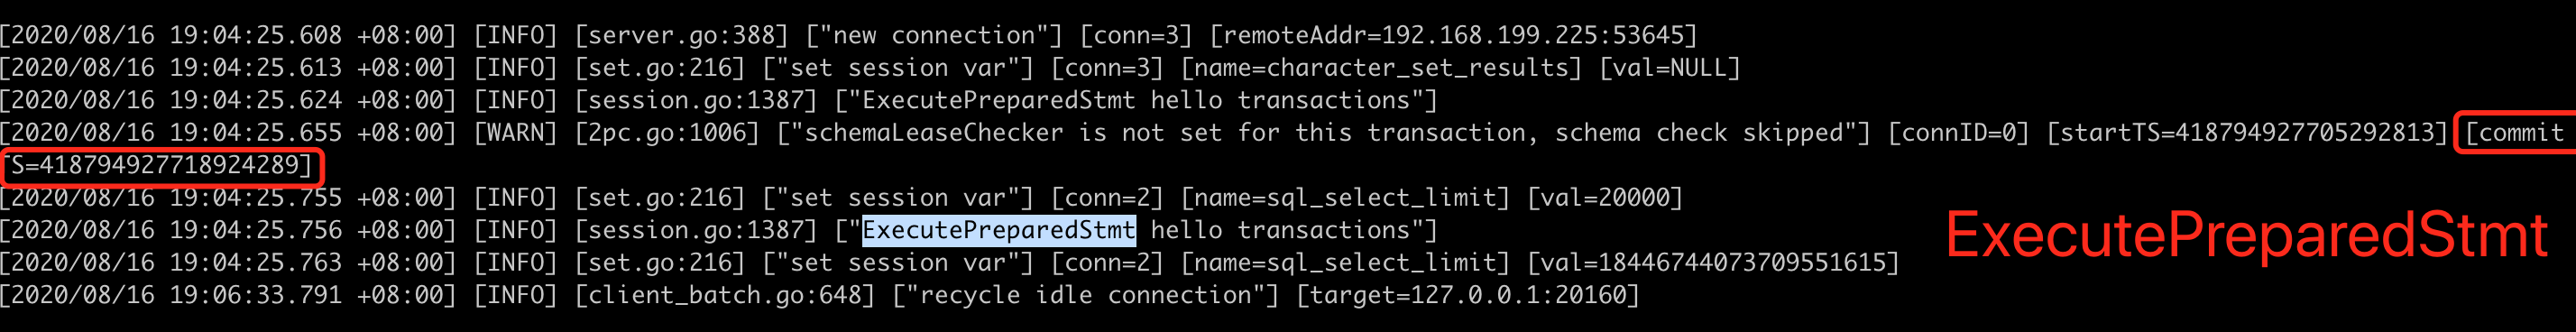 [2020/08/16 19:04:25.608 +08:00] [INFO] [server.go:388] ["new connection"] [conn=3] [remoteAddr=192.168.199.225:53645]
[2020/08/16 19:04:25.613 +08:00] [INFO] [set.go:216] ["set session var"] [conn=3] [name=character_set_results] [val=NULL]
[2020/08/16 19:04:25.624 +08:00] [INFO] [session.go:1387] ["ExecutePreparedStmt hello transactions"]
[2020/08/16 19:04:25.655 +08:00] [WARN] [2pc.go:1006] ["schemaLeaseChecker is not set for this transaction, schema check skipped"] [connID=0] [startTS=418794927705292813] [commit
TS=418794927718924289]
[2020/08/16 19:04:25.755 +08:00] [INFO] [set.go:216] ["set session var"] [conn=2] [name=sql_select_limit] [val=20000]
[2020/08/16 19:04:25.756 +08:00] [INFO] [session.go:1387] ["ExecutePreparedStmt hello transactions"]
ExecutePreparedStmt
[2020/08/16 19:04:25.763 +08:00] [INFO] [set.go:216] ["set session var"] [conn=2] [name=sql_select_limit] [val=18446744073709551615]
[2020/08/16 19:06:33.791 +08:00] [INFO] [client_batch.go:648] ["recycle idle connection"] [target=127.0.0.1:20160]